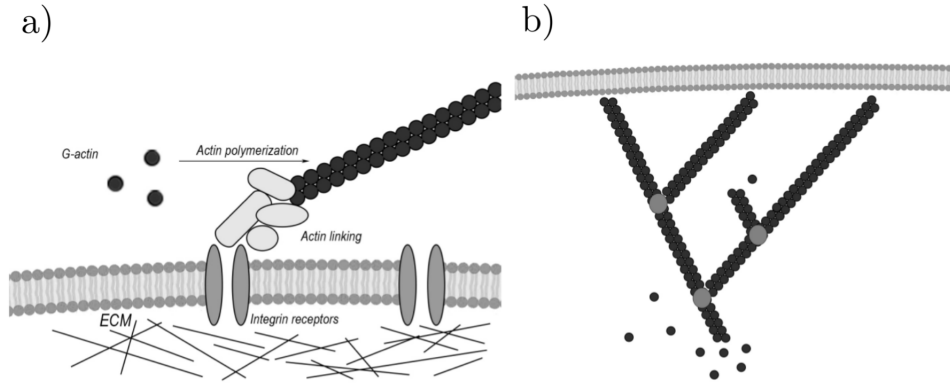 a)
b)
G-actin
Actin polymerization
Actin linking
ECM
Integrin receptors